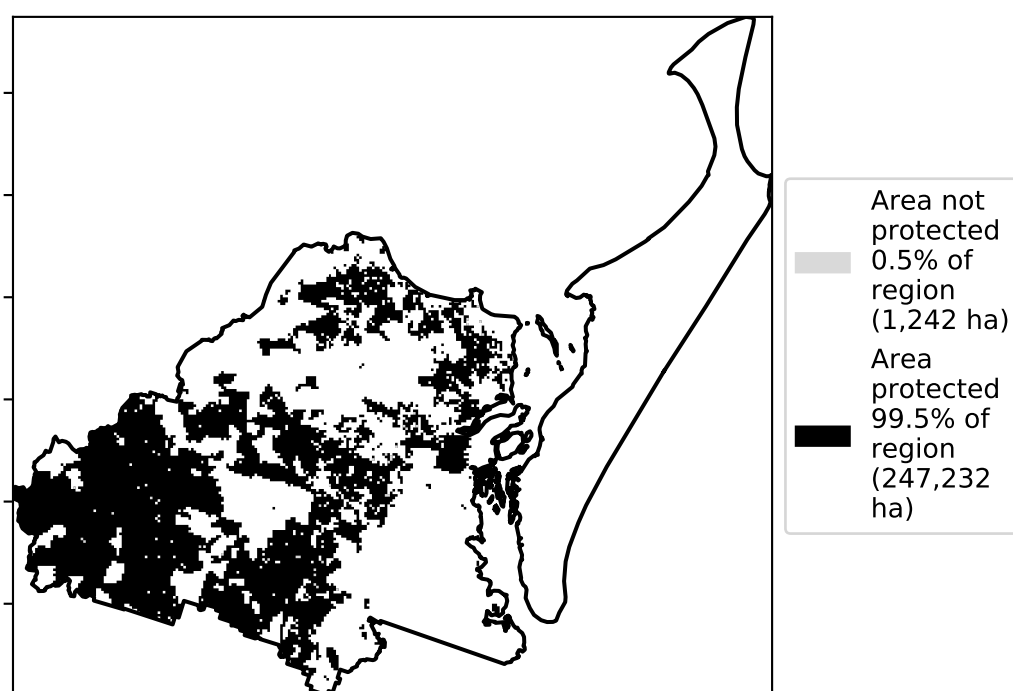 Area not
protected
0.5% of
region
(1,242 ha)
Area
protected
99.5% of
region
(247,232
ha)